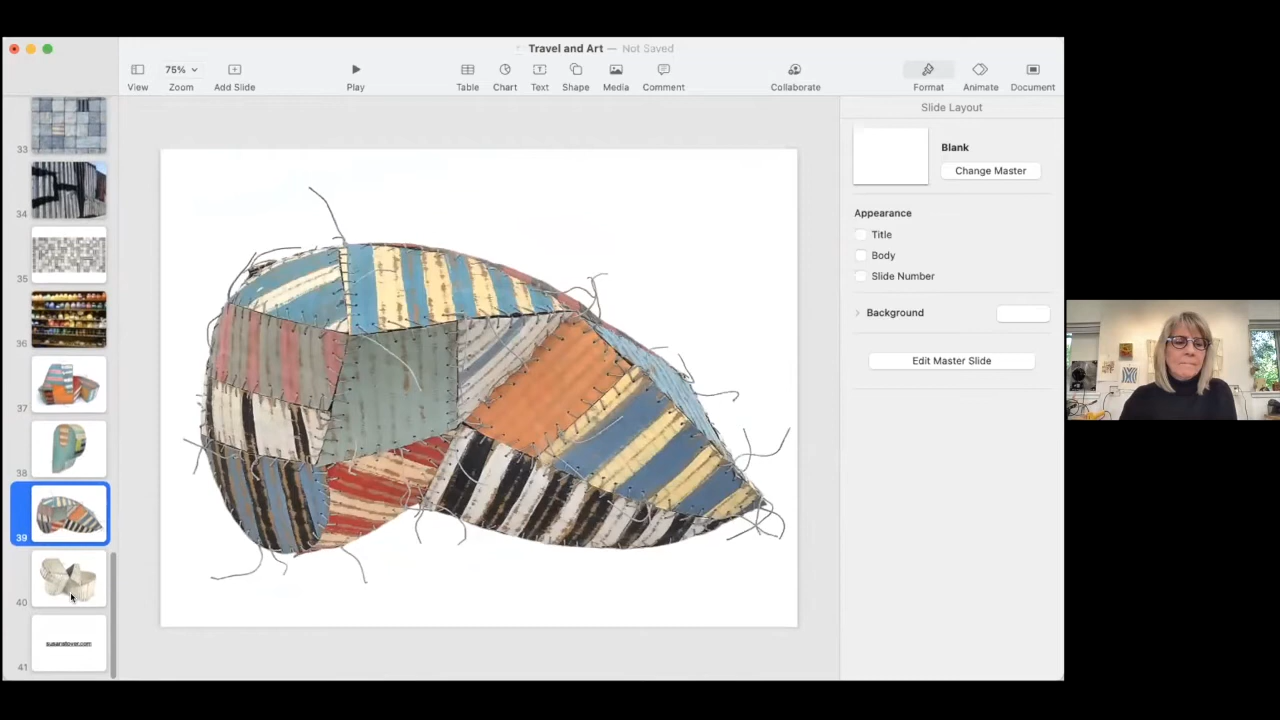 Travel and Art — Not Saved
75%
View Zoom Add Slide Play Table Chart Text Shape Media Comment Collaborate Format Animate Document
Slide Layout
Blank
Change Master
Appearance
Title
Body
Slide Number
Background
Edit Master Slide
33
34
35
36
37
38
39
40
41